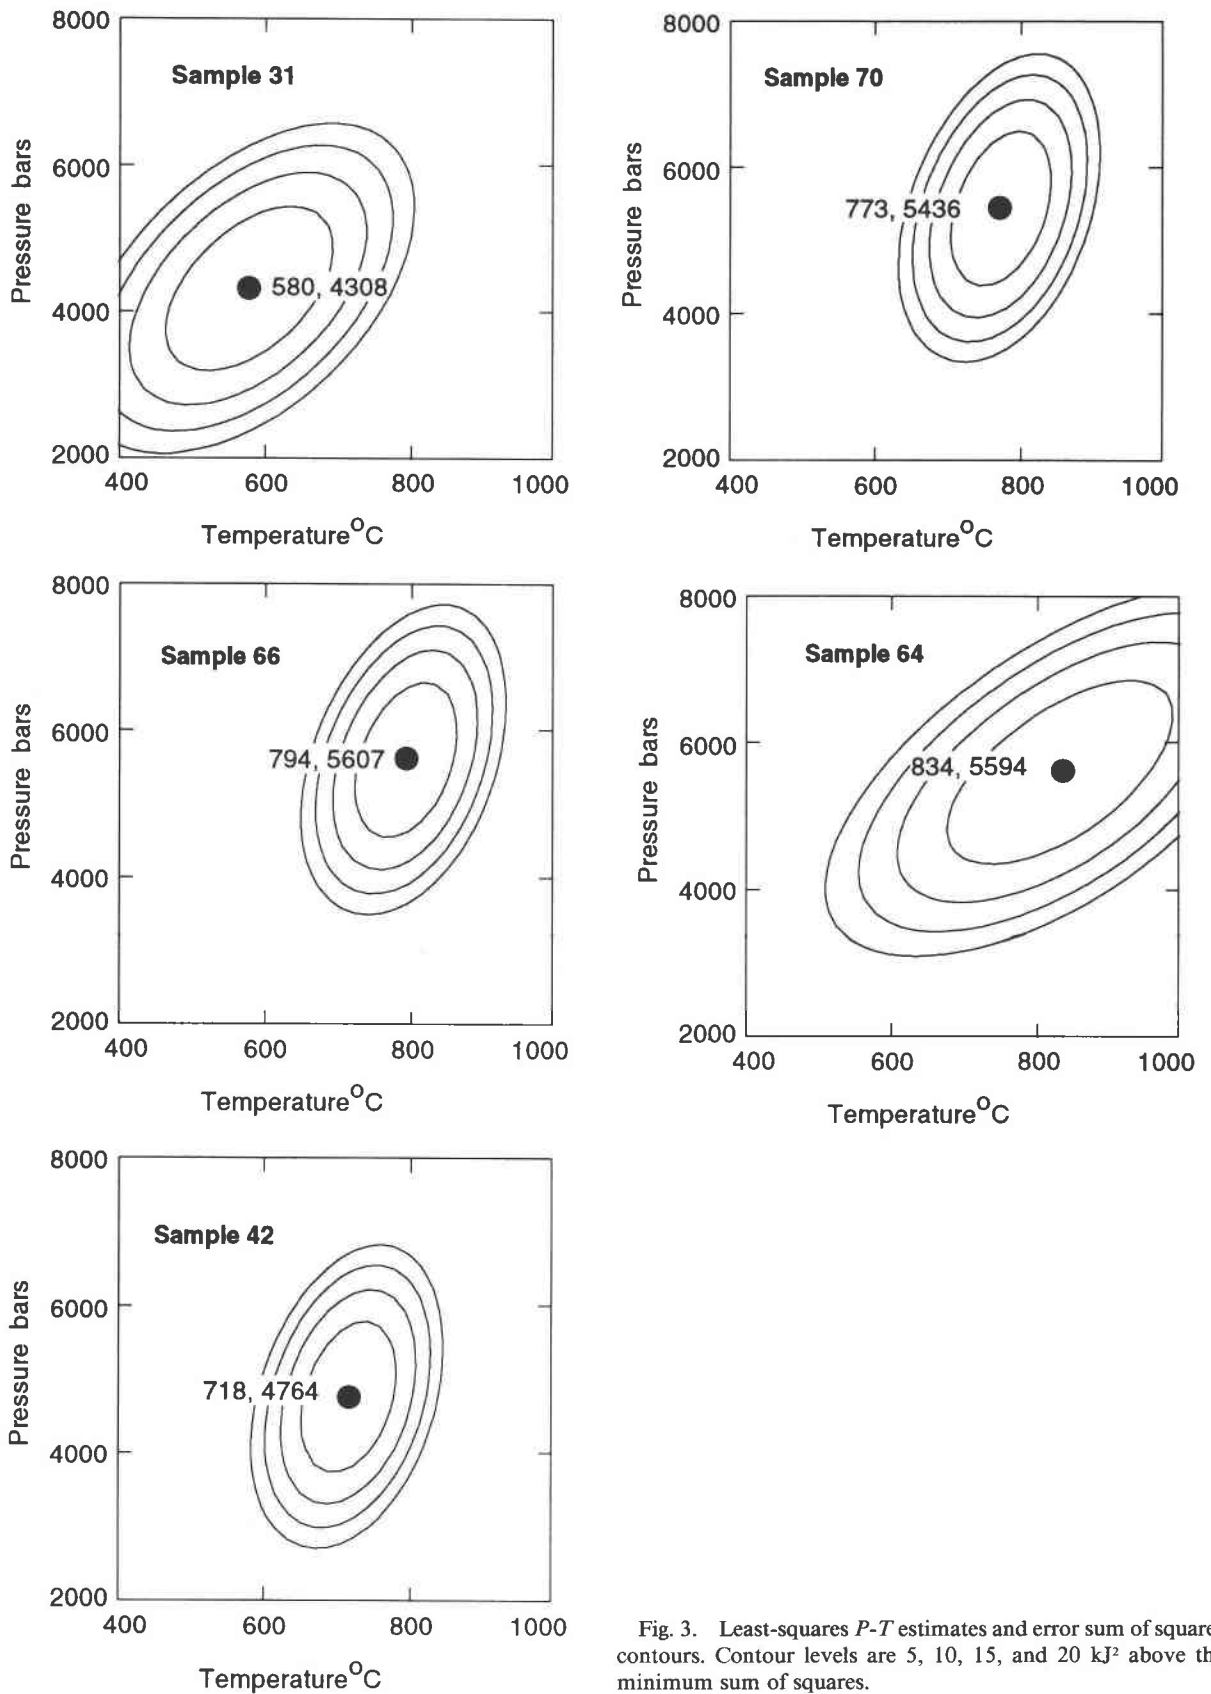 8000
6000
4000
2000
Pressure bars
Sample 31
580, 4308
400 600 800 1000
Temperature°C
8000
6000
4000
2000
Pressure bars
Sample 70
773, 5436
400 600 800 1000
Temperature°C
8000
6000
4000
2000
Pressure bars
Sample 66
794, 5607
400 600 800 1000
Temperature°C
8000
6000
4000
2000
Pressure bars
Sample 64
834, 5594
400 600 800 1000
Temperature°C
8000
6000
4000
2000
Pressure bars
Sample 42
718, 4764
400 600 800 1000
Temperature°C
Fig. 3. Least-squares P-T estimates and error sum of square
contours. Contour levels are 5, 10, 15, and 20 kJ² above th
minimum sum of squares.